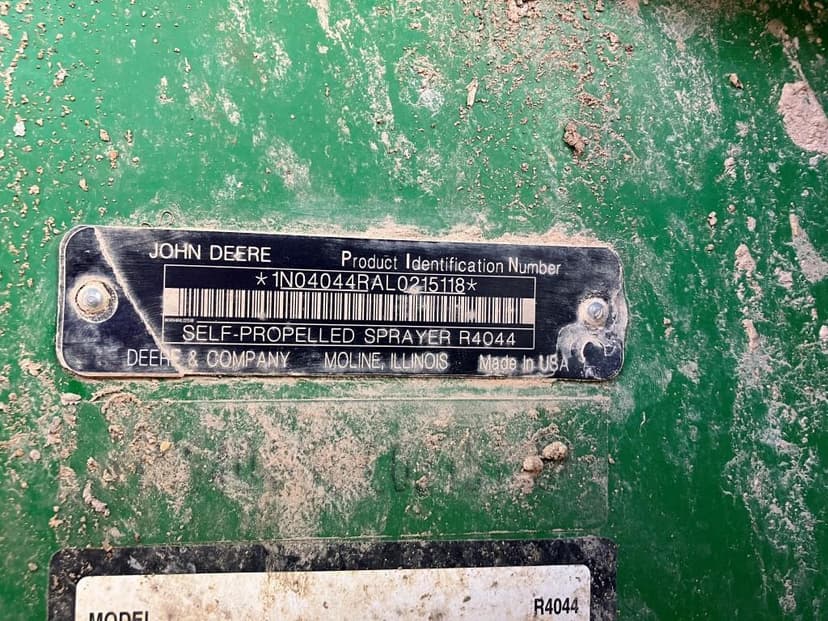 JOHN DEERE Product Identification Number
*1N04044RAL0215118*
SELF-PROPELLED SPRAYER R4044
DEERE & COMPANY MOLINE, ILLINOIS Made in USA
MODEL R4044